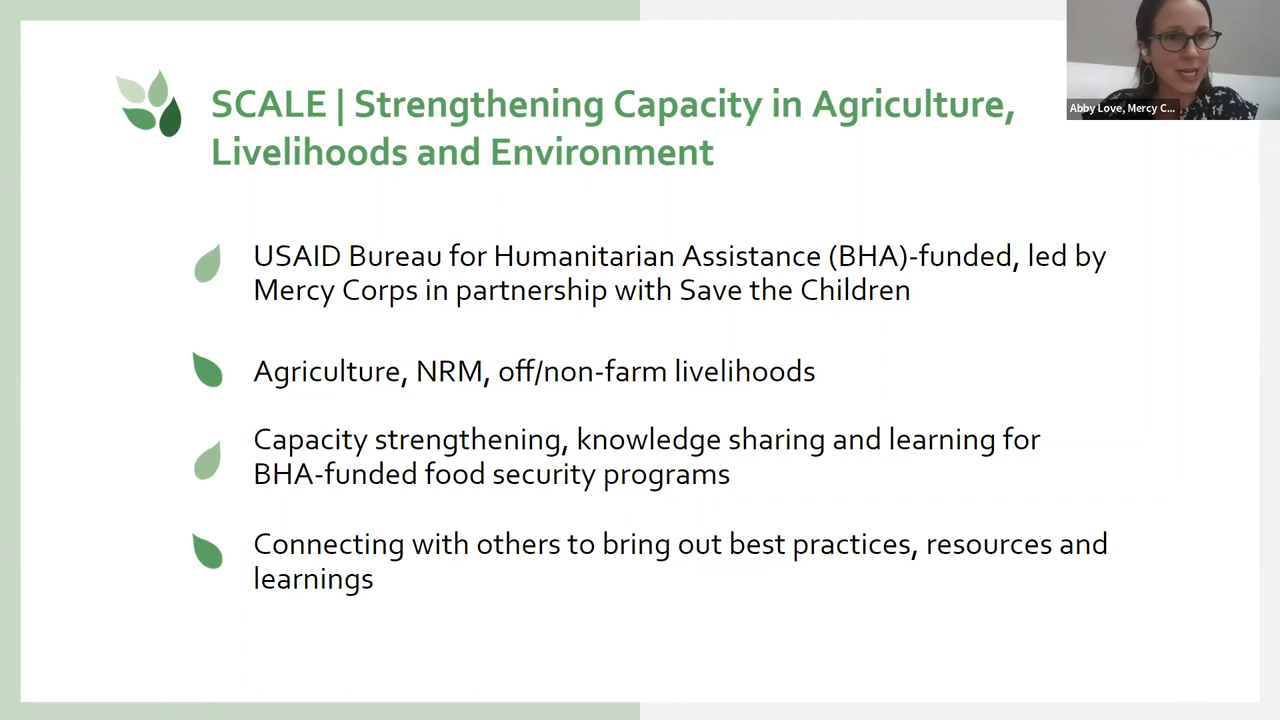 SCALE | Strengthening Capacity in Agriculture,
Livelihoods and Environment
Abby Love, Mercy C...
USAID Bureau for Humanitarian Assistance (BHA)-funded, led by
Mercy Corps in partnership with Save the Children
Agriculture, NRM, off/non-farm livelihoods
Capacity strengthening, knowledge sharing and learning for
BHA-funded food security programs
Connecting with others to bring out best practices, resources and
learnings